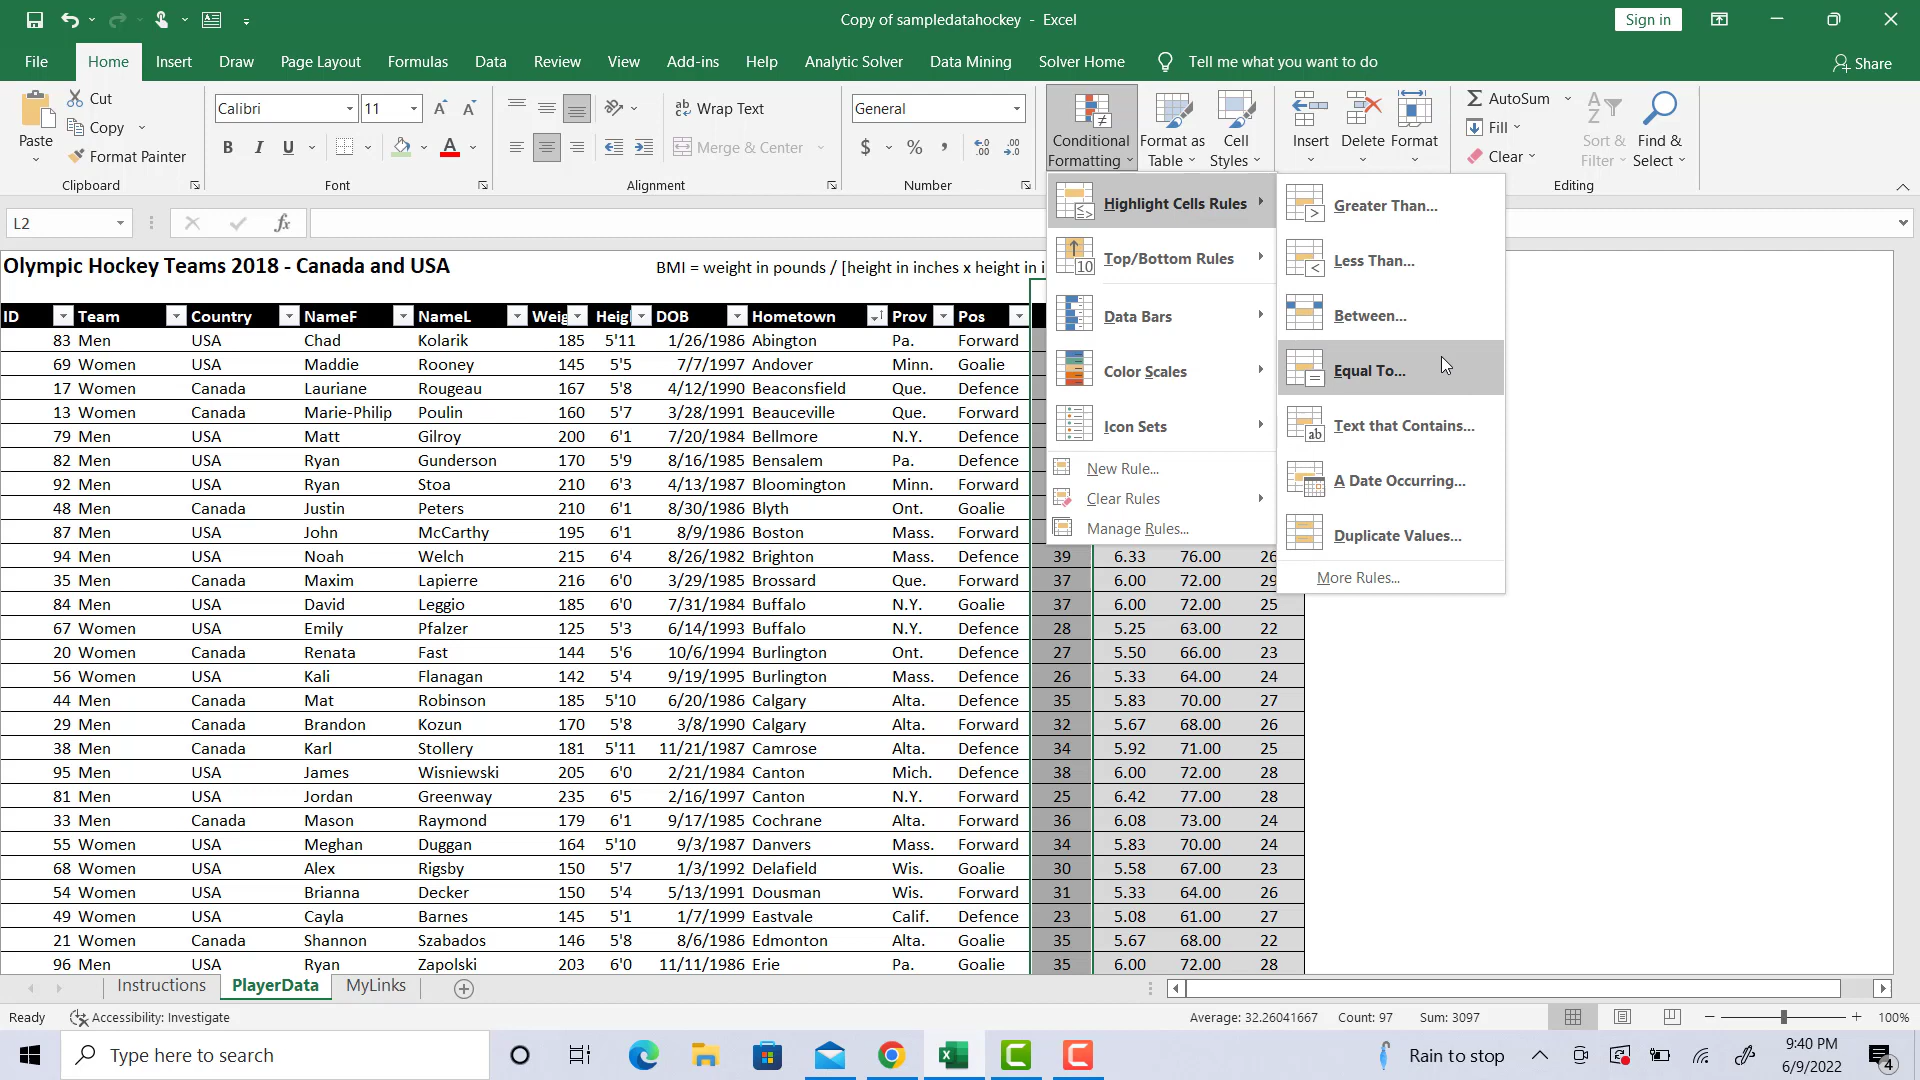 Copy of sampledatahockey - Excel
Sign in
File Home Insert Draw Page Layout Formulas Data Review View Add-ins Help Analytic Solver Data Mining Solver Home Tell me what you want to do Share
Cut
Copy
Format Painter
Paste
Clipboard
Calibri 11
B I U A
Font
Wrap Text
Merge & Center
Alignment
General
$ % ,
Number
Conditional Formatting
Format as Table
Cell Styles
Insert
Delete
Format
AutoSum
Fill
Clear
Sort & Filter
Find & Select
Editing
L2 fx
Highlight Cells Rules
Top/Bottom Rules
Data Bars
Color Scales
Icon Sets
New Rule...
Clear Rules
Manage Rules...
Greater Than...
Less Than...
Between...
Equal To...
Text that Contains...
A Date Occurring...
Duplicate Values...
More Rules...
Olympic Hockey Teams 2018 - Canada and USA BMI = weight in pounds / [height in inches x height in i
ID Team Country NameF NameL Weig Heig DOB Hometown Prov Pos
83 Men USA Chad Kolarik 185 5'11 1/26/1986 Abington Pa. Forward
69 Women USA Maddie Rooney 145 5'5 7/7/1997 Andover Minn. Goalie
17 Women Canada Lauriane Rougeau 167 5'8 4/12/1990 Beaconsfield Que. Defence
13 Women Canada Marie-Philip Poulin 160 5'7 3/28/1991 Beauceville Que. Forward
79 Men USA Matt Gilroy 200 6'1 7/20/1984 Bellmore N.Y. Defence
82 Men USA Ryan Gunderson 170 5'9 8/16/1985 Bensalem Pa. Defence
92 Men USA Ryan Stoa 210 6'3 4/13/1987 Bloomington Minn. Forward
48 Men Canada Justin Peters 210 6'1 8/30/1986 Blyth Ont. Goalie
87 Men USA John McCarthy 195 6'1 8/9/1986 Boston Mass. Forward
94 Men USA Noah Welch 215 6'4 8/26/1982 Brighton Mass. Defence 39 6.33 76.00 26
35 Men Canada Maxim Lapierre 216 6'0 3/29/1985 Brossard Que. Forward 37 6.00 72.00 29
84 Men USA David Leggio 185 6'0 7/31/1984 Buffalo N.Y. Goalie 37 6.00 72.00 25
67 Women USA Emily Pfalzer 125 5'3 6/14/1993 Buffalo N.Y. Defence 28 5.25 63.00 22
20 Women Canada Renata Fast 144 5'6 10/6/1994 Burlington Ont. Defence 27 5.50 66.00 23
56 Women USA Kali Flanagan 142 5'4 9/19/1995 Burlington Mass. Defence 26 5.33 64.00 24
44 Men Canada Mat Robinson 185 5'10 6/20/1986 Calgary Alta. Defence 35 5.83 70.00 27
29 Men Canada Brandon Kozun 170 5'8 3/8/1990 Calgary Alta. Forward 32 5.67 68.00 26
38 Men Canada Karl Stollery 181 5'11 11/21/1987 Camrose Alta. Defence 34 5.92 71.00 25
95 Men USA James Wisniewski 205 6'0 2/21/1984 Canton Mich. Defence 38 6.00 72.00 28
81 Men USA Jordan Greenway 235 6'5 2/16/1997 Canton N.Y. Forward 25 6.42 77.00 28
33 Men Canada Mason Raymond 179 6'1 9/17/1985 Cochrane Alta. Forward 36 6.08 73.00 24
55 Women USA Meghan Duggan 164 5'10 9/3/1987 Danvers Mass. Forward 34 5.83 70.00 24
68 Women USA Alex Rigsby 150 5'7 1/3/1992 Delafield Wis. Goalie 30 5.58 67.00 23
54 Women USA Brianna Decker 150 5'4 5/13/1991 Dousman Wis. Forward 31 5.33 64.00 26
49 Women USA Cayla Barnes 145 5'1 1/7/1999 Eastvale Calif. Defence 23 5.08 61.00 27
21 Women Canada Shannon Szabados 146 5'8 8/6/1986 Edmonton Alta. Goalie 35 5.67 68.00 22
96 Men USA Ryan Zapolski 203 6'0 11/11/1986 Erie Pa. Goalie 35 6.00 72.00 28
Instructions PlayerData MyLinks
Ready Accessibility: Investigate Average: 32.26041667 Count: 97 Sum: 3097 100%
Type here to search
Rain to stop
9:40 PM
6/9/2022
4